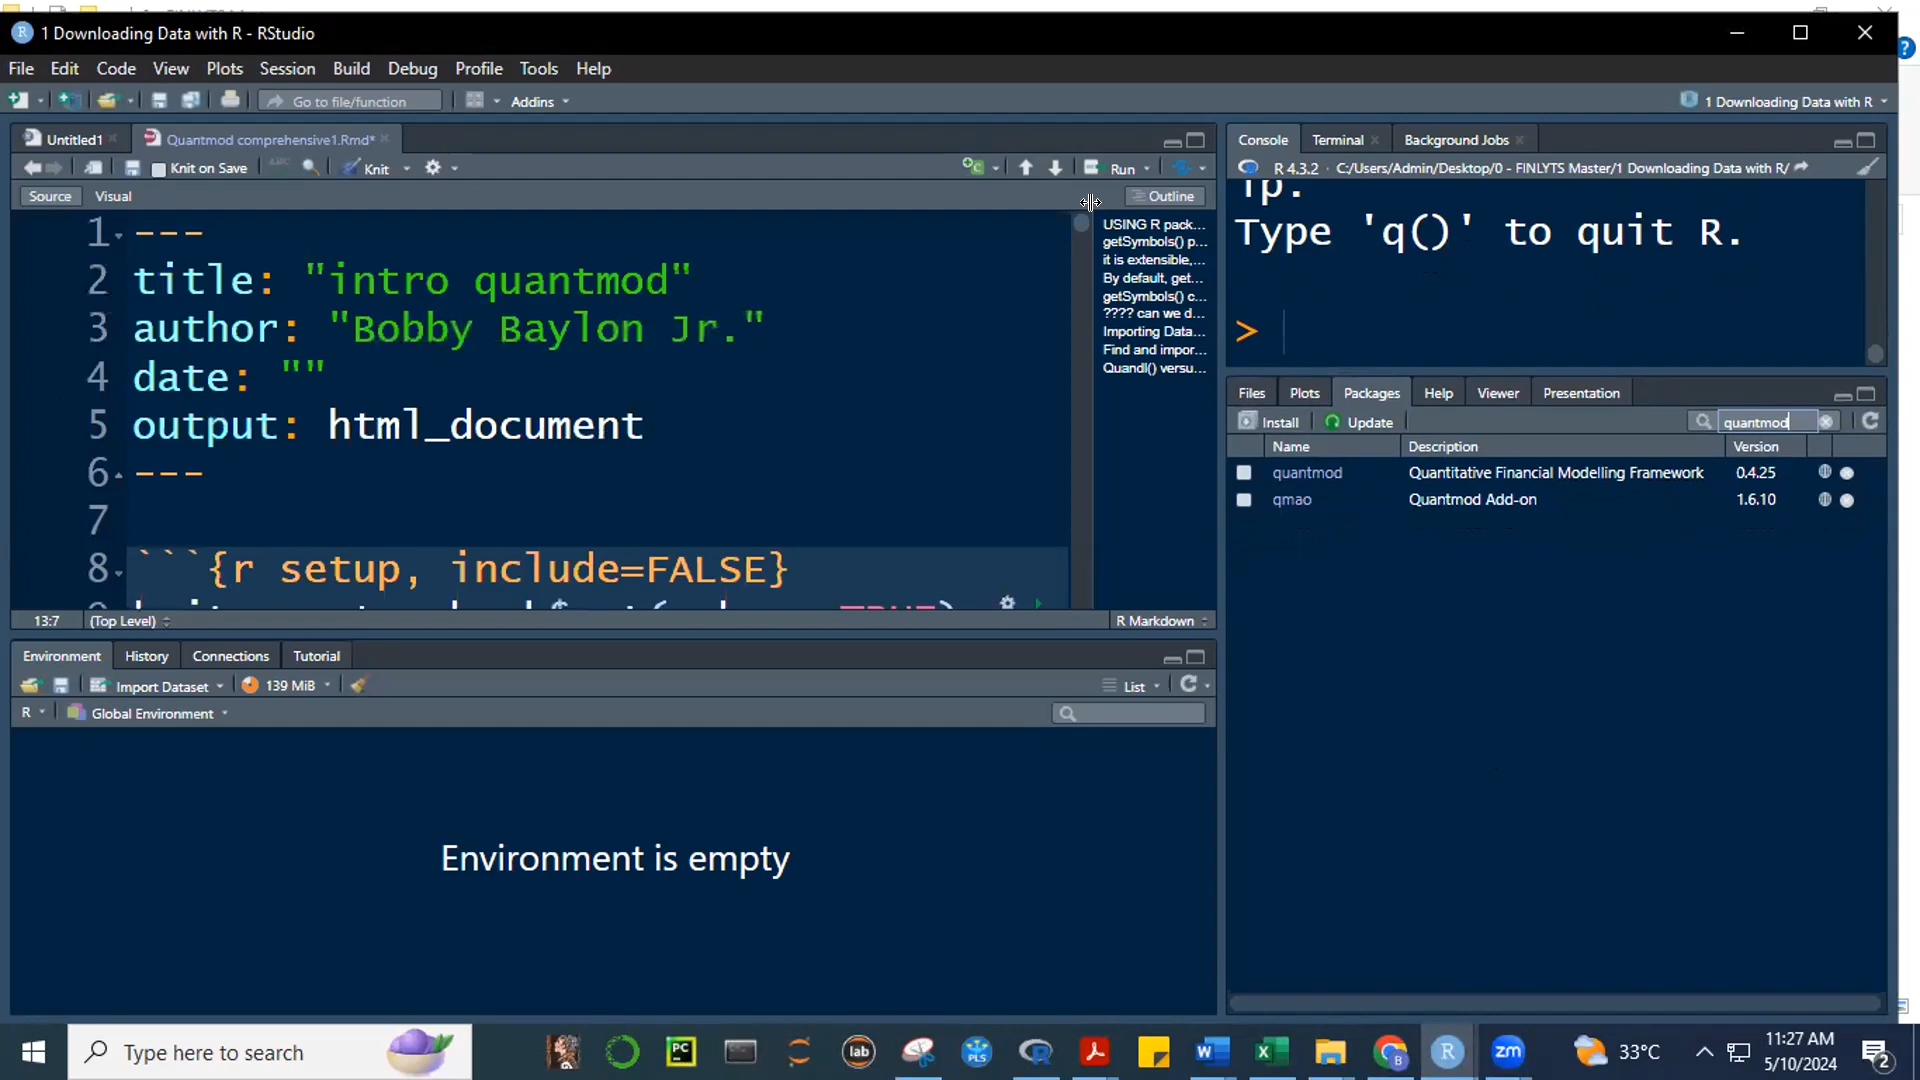 1 Downloading Data with R - RStudio
File Edit Code View Plots Session Build Debug Profile Tools Help
Go to file/function
Addins
1 Downloading Data with R
Untitled1
Quantmod comprehensive1.Rmd*
Knit on Save
Knit
Run
Source Visual
Outline
1 ---
2 title: "intro quantmod"
3 author: "Bobby Baylon Jr."
4 date: ""
5 output: html_document
6 ---
7
8 ```{r setup, include=FALSE}
USING R pack...
getSymbols() p...
it is extensible,...
By default, get...
getSymbols() c...
???? can we d...
Importing Data...
Find and impor...
Quandl() versu...
13:7
(Top Level)
R Markdown
Environment History Connections Tutorial
Import Dataset
139 MiB
List
R
Global Environment
Environment is empty
Console Terminal Background Jobs
R 4.3.2 · C:/Users/Admin/Desktop/0 - FINLYTS Master/1 Downloading Data with R/
Type 'q()' to quit R.
>
Files Plots Packages Help Viewer Presentation
Install Update
quantmod
Name Description Version
quantmod Quantitative Financial Modelling Framework 0.4.25
qmao Quantmod Add-on 1.6.10
Type here to search
PC
lab
PLS
R
W
X
B
R
zm
33°C
11:27 AM
5/10/2024
2